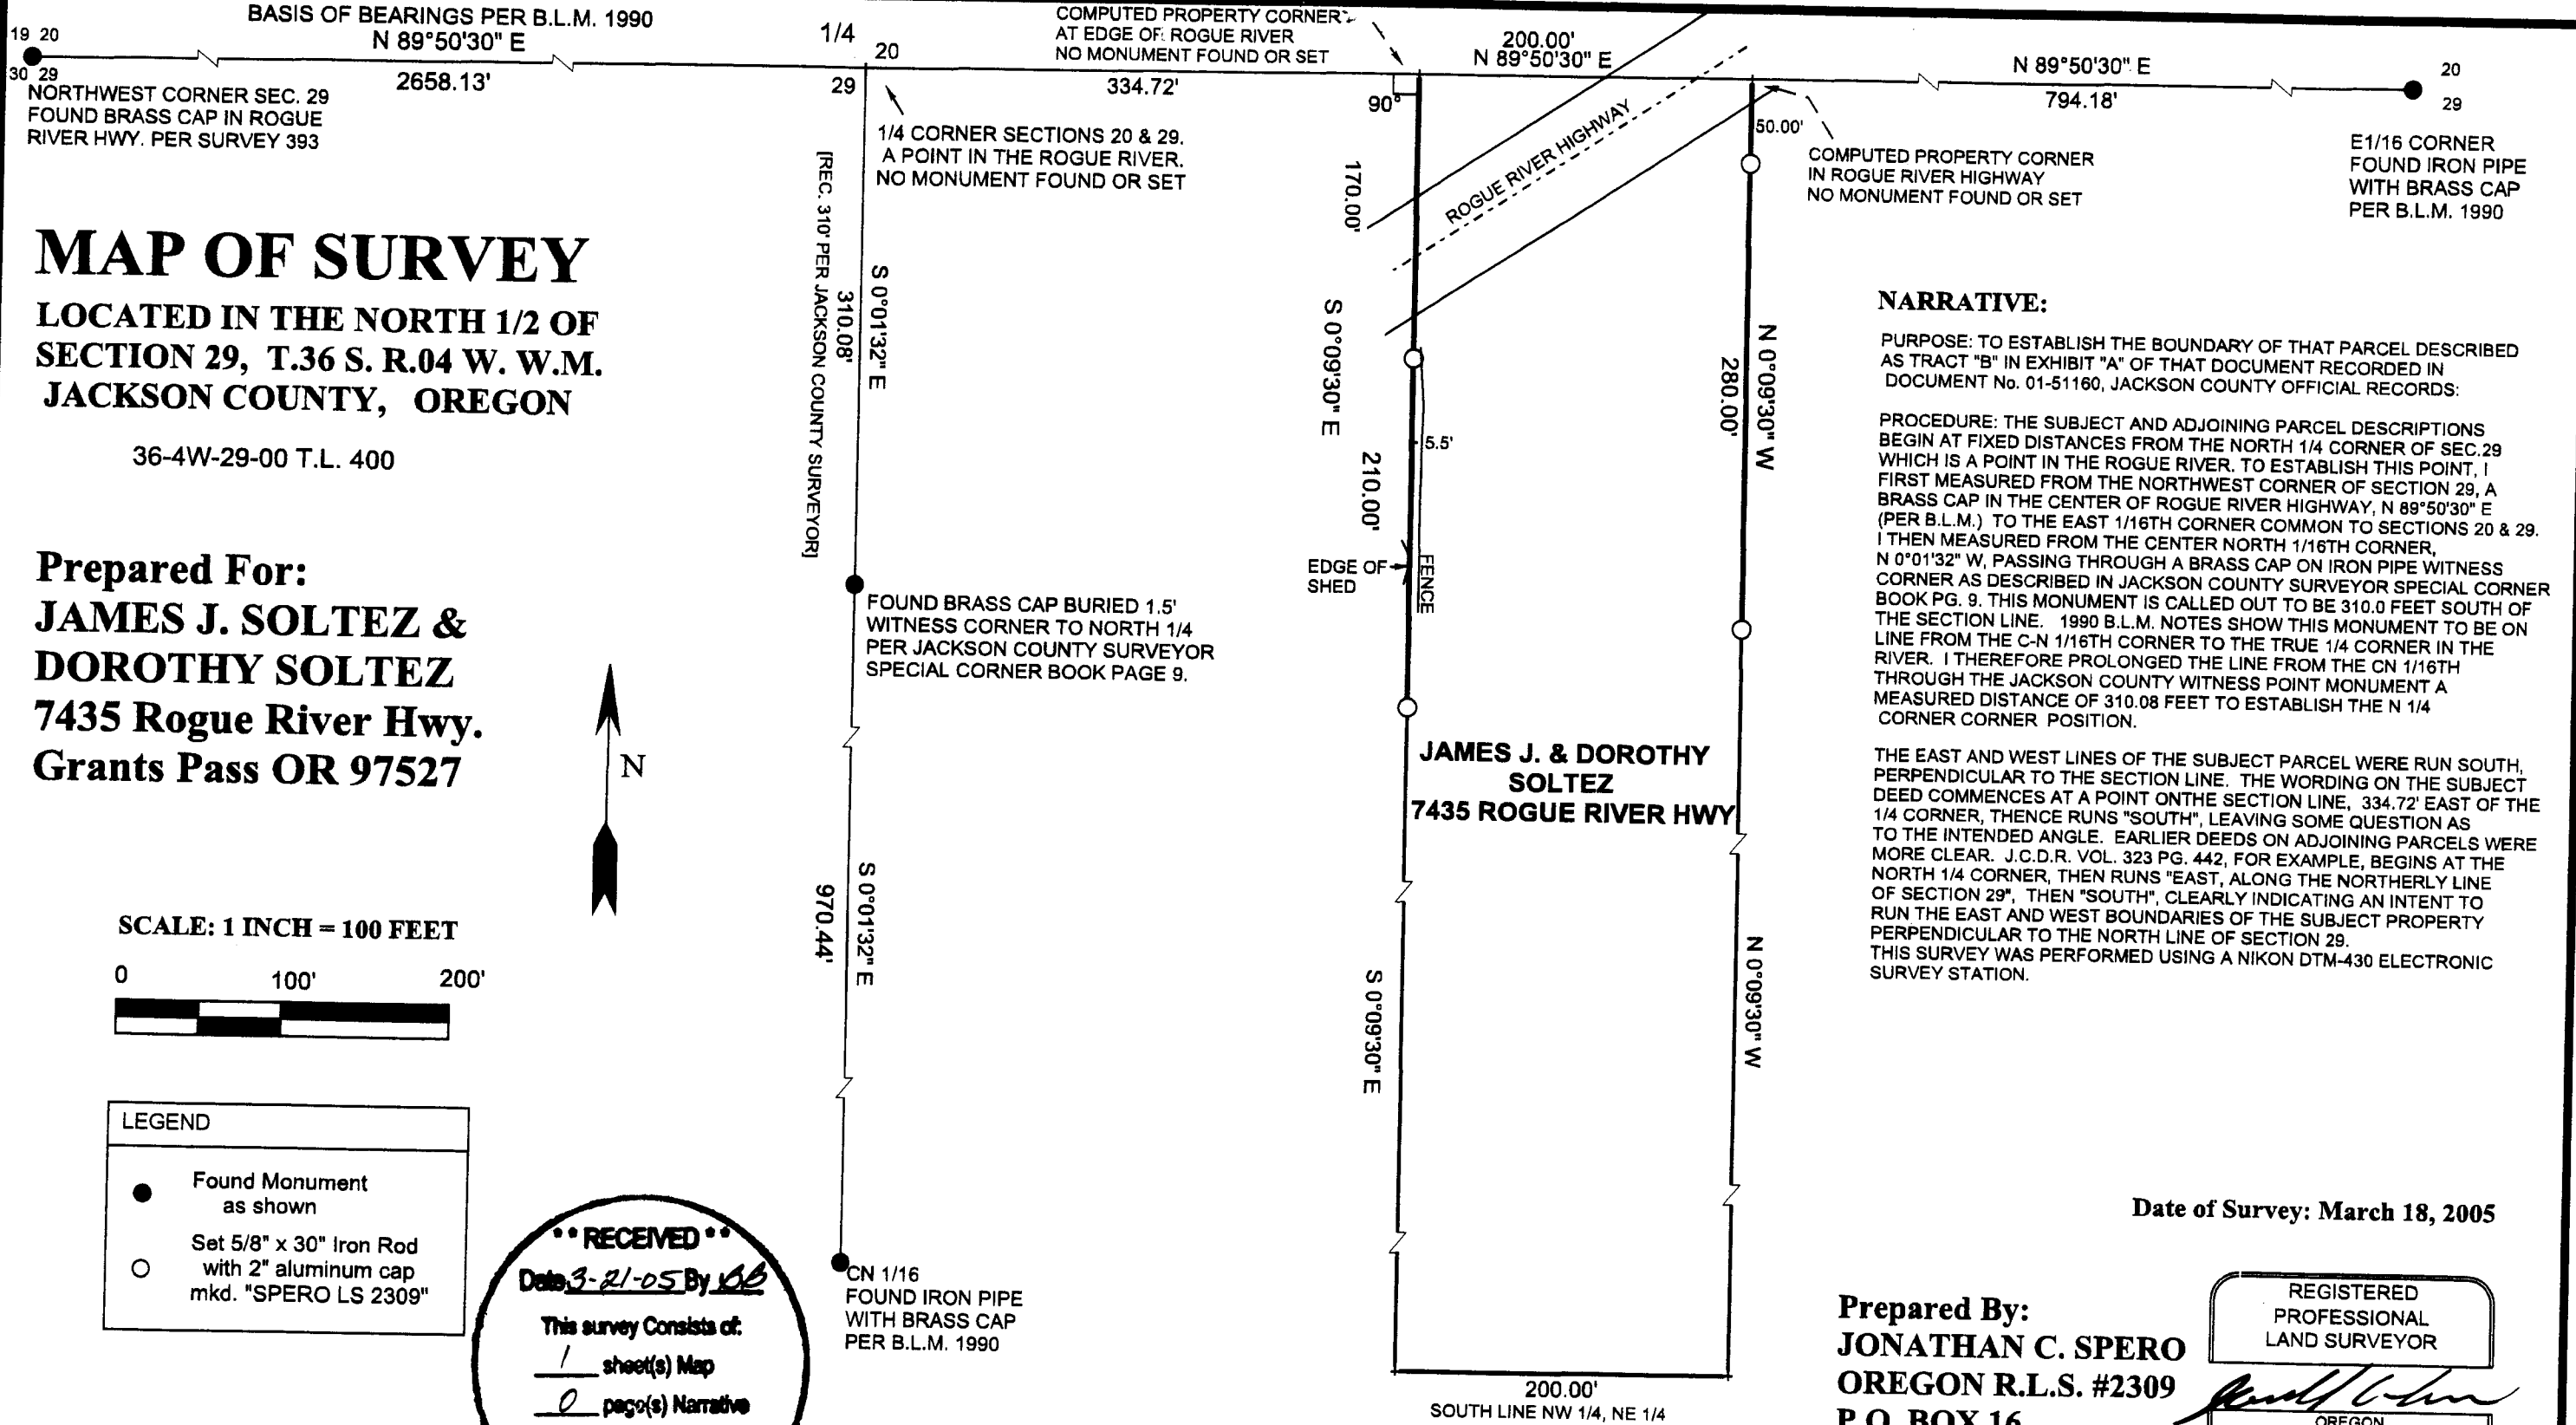 BASIS OF BEARINGS PER B.L.M. 1990
N 89°50'30" E
2658.13'
19 20
30 29
NORTHWEST CORNER SEC. 29
FOUND BRASS CAP IN ROGUE
RIVER HWY. PER SURVEY 393
1/4
20
29
1/4 CORNER SECTIONS 20 & 29.
A POINT IN THE ROGUE RIVER.
NO MONUMENT FOUND OR SET
COMPUTED PROPERTY CORNER
AT EDGE OF ROGUE RIVER
NO MONUMENT FOUND OR SET
334.72'
90°
200.00'
N 89°50'30" E
ROGUE RIVER HIGHWAY
50.00'
COMPUTED PROPERTY CORNER
IN ROGUE RIVER HIGHWAY
NO MONUMENT FOUND OR SET
N 89°50'30" E
794.18'
20
29
E1/16 CORNER
FOUND IRON PIPE
WITH BRASS CAP
PER B.L.M. 1990
MAP OF SURVEY
LOCATED IN THE NORTH 1/2 OF
SECTION 29, T.36 S. R.04 W. W.M.
JACKSON COUNTY, OREGON
36-4W-29-00 T.L. 400
Prepared For:
JAMES J. SOLTEZ &
DOROTHY SOLTEZ
7435 Rogue River Hwy.
Grants Pass OR 97527
N
SCALE: 1 INCH = 100 FEET
0 100' 200'
LEGEND
Found Monument
as shown
Set 5/8" x 30" Iron Rod
with 2" aluminum cap
mkd. "SPERO LS 2309"
** RECEIVED **
Date 3-21-05 By BB
This survey Consists of:
1 sheet(s) Map
0 page(s) Narrative
[REC. 310' PER JACKSON COUNTY SURVEYOR]
310.08'
S 0°01'32" E
FOUND BRASS CAP BURIED 1.5'
WITNESS CORNER TO NORTH 1/4
PER JACKSON COUNTY SURVEYOR
SPECIAL CORNER BOOK PAGE 9.
970.44'
S 0°01'32" E
CN 1/16
FOUND IRON PIPE
WITH BRASS CAP
PER B.L.M. 1990
170.00'
S 0°09'30" E
210.00'
5.5'
EDGE OF
SHED
FENCE
N 0°09'30" W
280.00'
JAMES J. & DOROTHY
SOLTEZ
7435 ROGUE RIVER HWY
S 0°09'30" E
N 0°09'30" W
200.00'
SOUTH LINE NW 1/4, NE 1/4
NARRATIVE:
PURPOSE: TO ESTABLISH THE BOUNDARY OF THAT PARCEL DESCRIBED
AS TRACT "B" IN EXHIBIT "A" OF THAT DOCUMENT RECORDED IN
DOCUMENT No. 01-51160, JACKSON COUNTY OFFICIAL RECORDS:
PROCEDURE: THE SUBJECT AND ADJOINING PARCEL DESCRIPTIONS
BEGIN AT FIXED DISTANCES FROM THE NORTH 1/4 CORNER OF SEC.29
WHICH IS A POINT IN THE ROGUE RIVER. TO ESTABLISH THIS POINT, I
FIRST MEASURED FROM THE NORTHWEST CORNER OF SECTION 29, A
BRASS CAP IN THE CENTER OF ROGUE RIVER HIGHWAY, N 89°50'30" E
(PER B.L.M.) TO THE EAST 1/16TH CORNER COMMON TO SECTIONS 20 & 29.
I THEN MEASURED FROM THE CENTER NORTH 1/16TH CORNER,
N 0°01'32" W, PASSING THROUGH A BRASS CAP ON IRON PIPE WITNESS
CORNER AS DESCRIBED IN JACKSON COUNTY SURVEYOR SPECIAL CORNER
BOOK PG. 9. THIS MONUMENT IS CALLED OUT TO BE 310.0 FEET SOUTH OF
THE SECTION LINE. 1990 B.L.M. NOTES SHOW THIS MONUMENT TO BE ON
LINE FROM THE C-N 1/16TH CORNER TO THE TRUE 1/4 CORNER IN THE
RIVER. I THEREFORE PROLONGED THE LINE FROM THE CN 1/16TH
THROUGH THE JACKSON COUNTY WITNESS POINT MONUMENT A
MEASURED DISTANCE OF 310.08 FEET TO ESTABLISH THE N 1/4
CORNER CORNER POSITION.
THE EAST AND WEST LINES OF THE SUBJECT PARCEL WERE RUN SOUTH,
PERPENDICULAR TO THE SECTION LINE. THE WORDING ON THE SUBJECT
DEED COMMENCES AT A POINT ONTHE SECTION LINE, 334.72' EAST OF THE
1/4 CORNER, THENCE RUNS "SOUTH", LEAVING SOME QUESTION AS
TO THE INTENDED ANGLE. EARLIER DEEDS ON ADJOINING PARCELS WERE
MORE CLEAR. J.C.D.R. VOL. 323 PG. 442, FOR EXAMPLE, BEGINS AT THE
NORTH 1/4 CORNER, THEN RUNS "EAST, ALONG THE NORTHERLY LINE
OF SECTION 29", THEN "SOUTH", CLEARLY INDICATING AN INTENT TO
RUN THE EAST AND WEST BOUNDARIES OF THE SUBJECT PROPERTY
PERPENDICULAR TO THE NORTH LINE OF SECTION 29.
THIS SURVEY WAS PERFORMED USING A NIKON DTM-430 ELECTRONIC
SURVEY STATION.
Date of Survey: March 18, 2005
Prepared By:
JONATHAN C. SPERO
OREGON R.L.S. #2309
P.O. BOX 16
REGISTERED
PROFESSIONAL
LAND SURVEYOR
OREGON